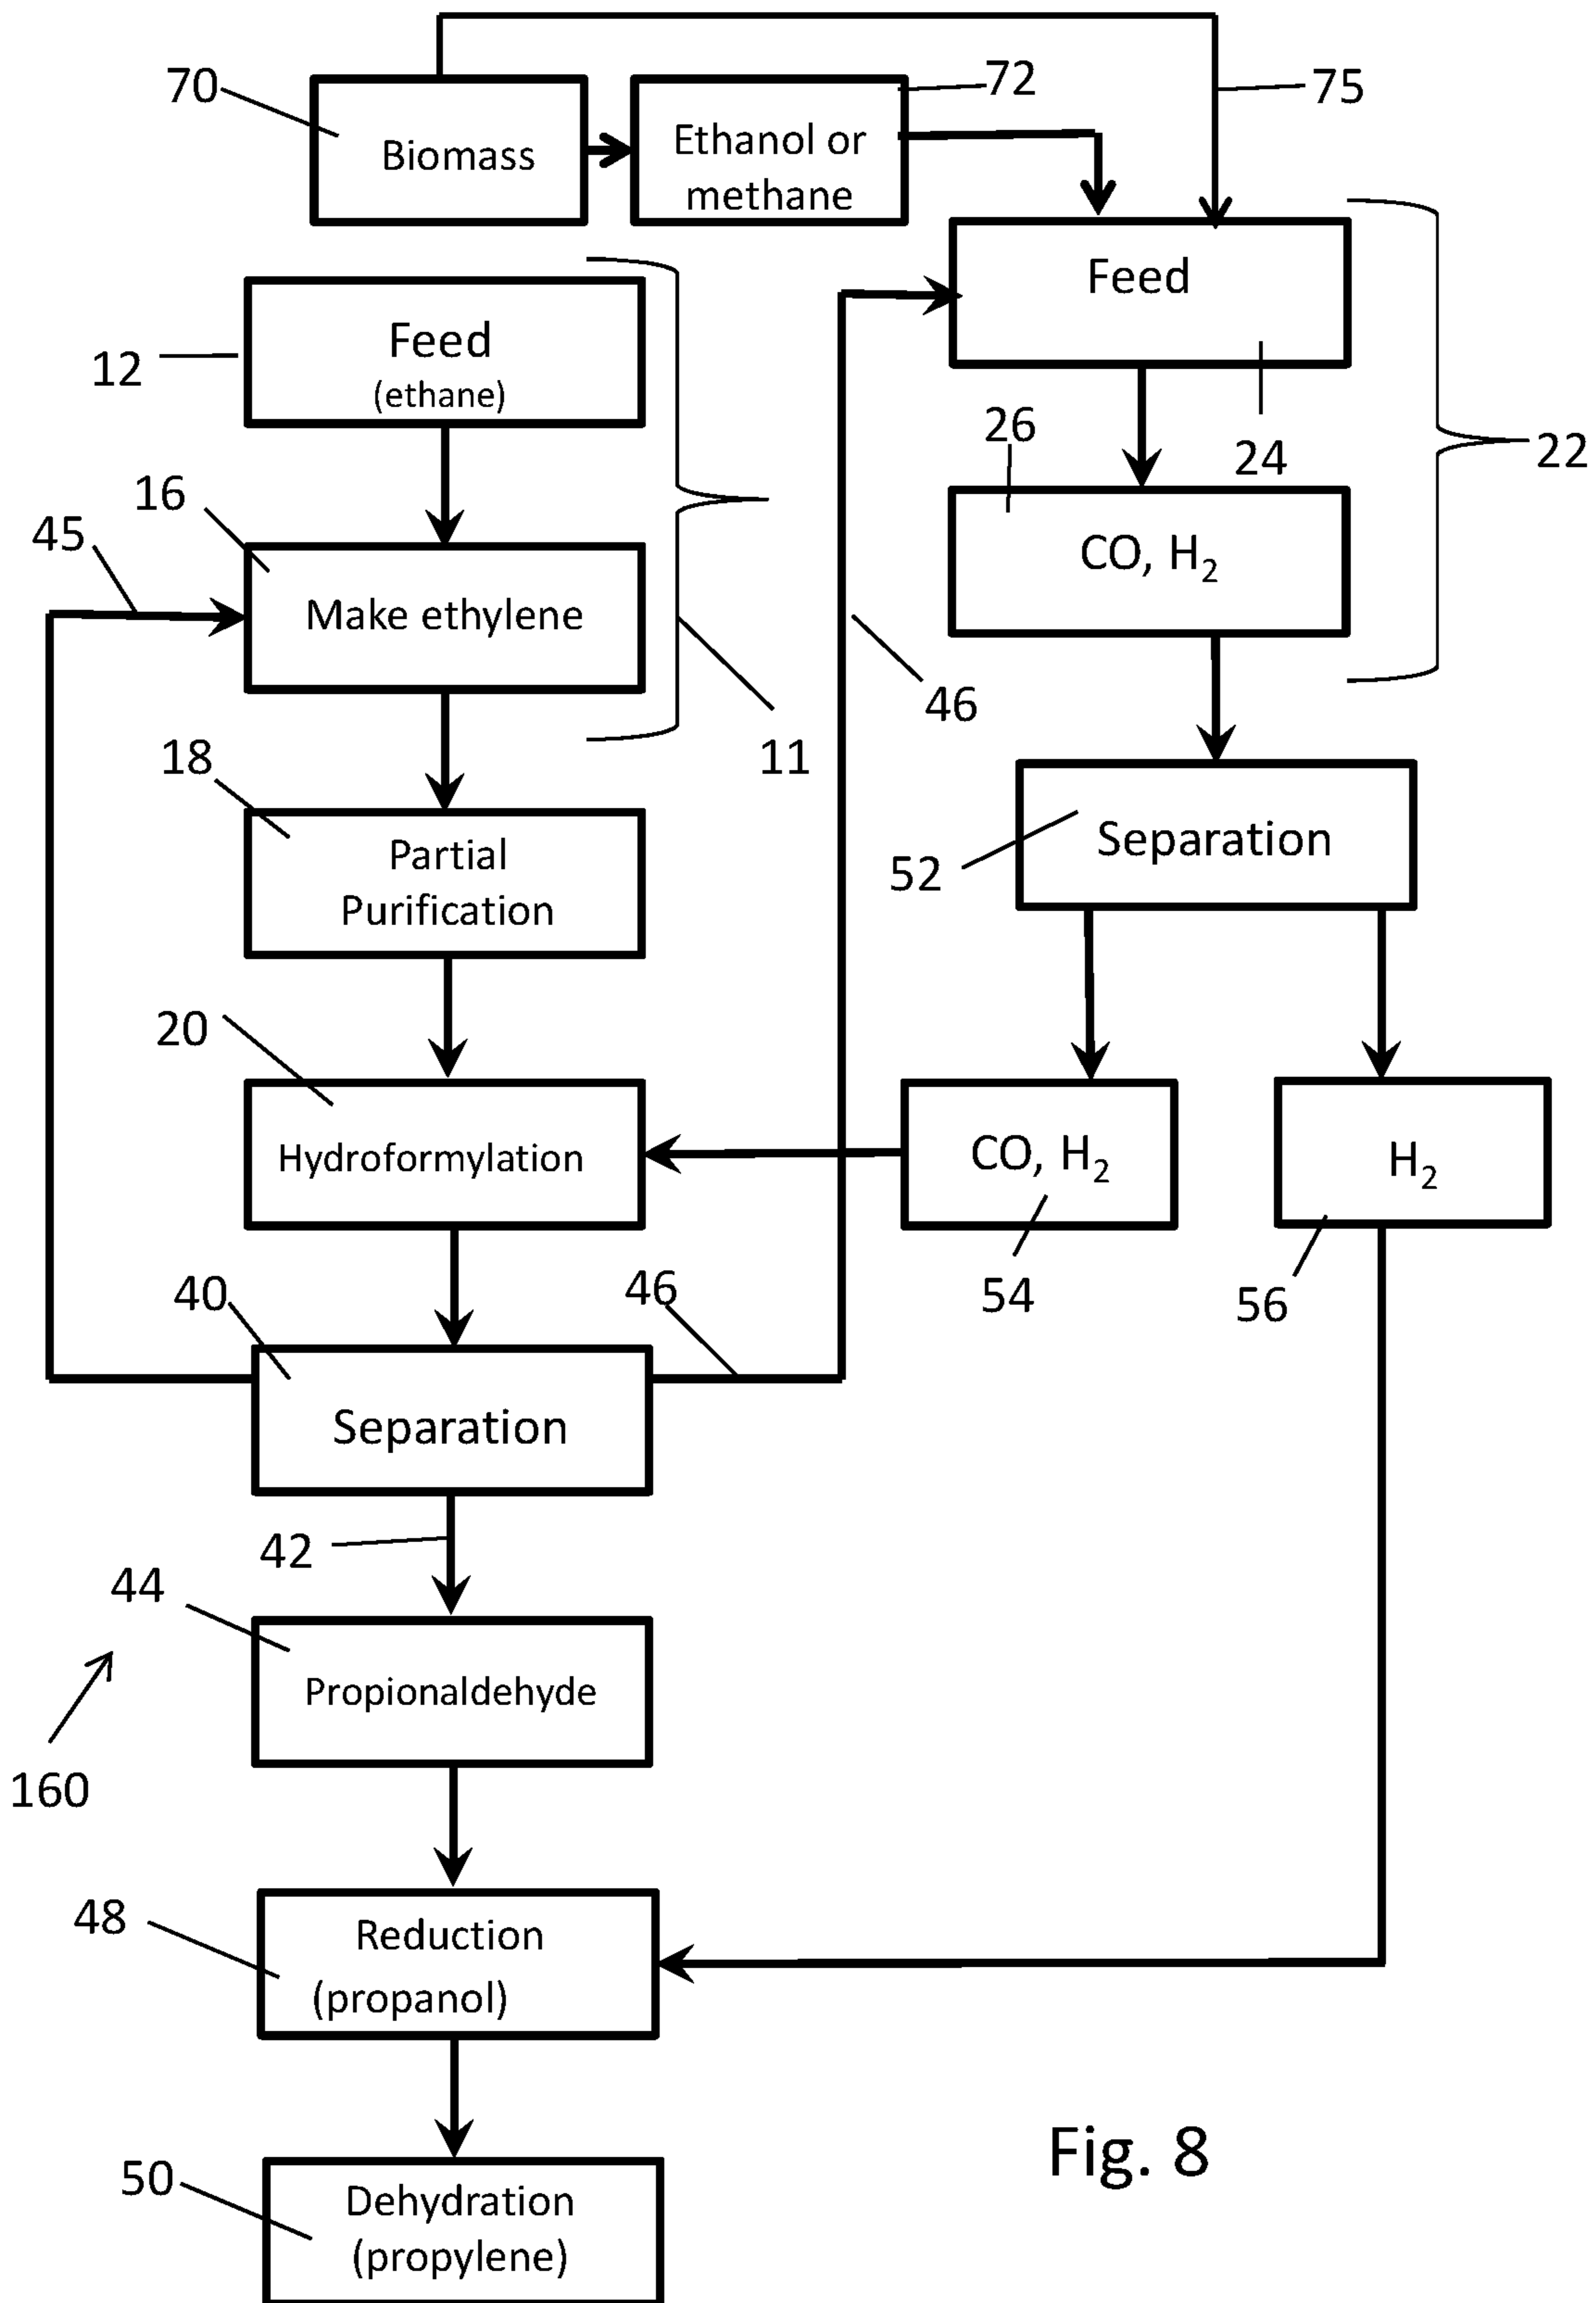 70
Biomass
Ethanol or
methane
72
75
Feed
24
22
12
Feed
(ethane)
26
CO, H₂
16
45
Make ethylene
11
46
18
Partial
Purification
52
Separation
20
Hydroformylation
CO, H₂
54
H₂
56
40
46
Separation
42
44
Propionaldehyde
160
48
Reduction
(propanol)
50
Dehydration
(propylene)
Fig. 8